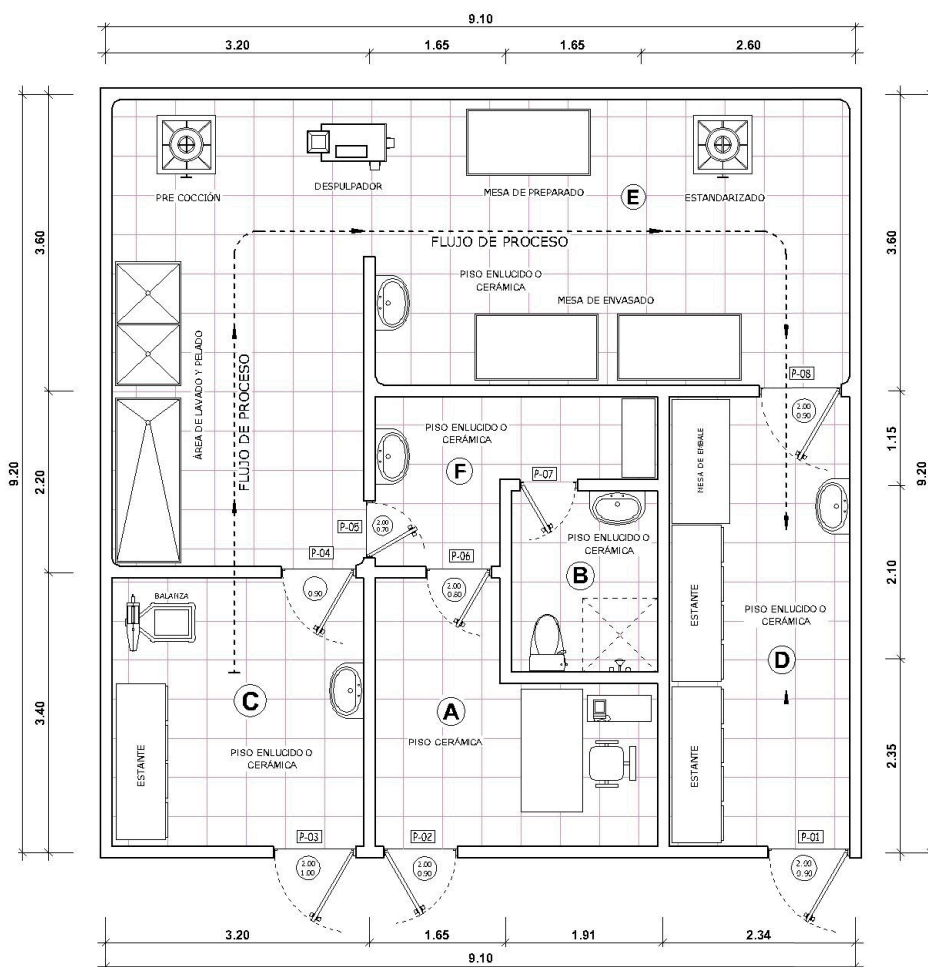 9.10
3.20
1.65
1.65
2.60
PRE COCCIÓN
DESPULPADOR
MESA DE PREPARADO
E
ESTANDARIZADO
FLUJO DE PROCESO
PISO ENLUCIDO O
CERÁMICA
MESA DE ENVASADO
9.20
3.60
2.20
3.40
3.60
1.15
2.10
2.35
9.20
ÁREA DE LAVADO Y PELADO
FLUJO DE PROCESO
P-08
2.00
0.90
PISO ENLUCIDO O
CERÁMICA
F
P-07
MESA DE EMBALE
P-05
2.00
0.70
P-04
0.90
P-06
2.00
0.80
PISO ENLUCIDO O
CERÁMICA
B
BALANZA
ESTANTE
PISO ENLUCIDO O
CERÁMICA
D
C
A
PISO CERÁMICA
PISO ENLUCIDO O
CERÁMICA
ESTANTE
ESTANTE
P-03
2.00
1.00
P-02
2.00
0.90
P-01
2.00
0.90
3.20
1.65
1.91
2.34
9.10